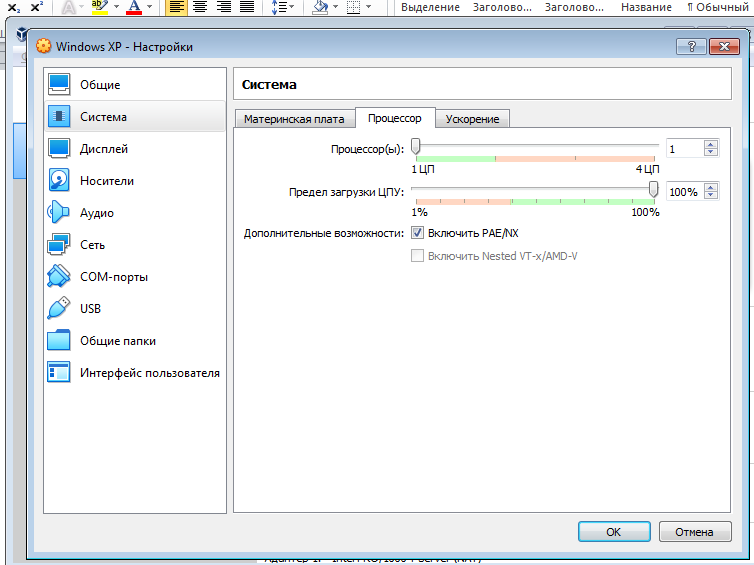 Выделение Заголово... Заголово... Название ¶ Обычный
Windows XP - Настройки
Общие
Система
Дисплей
Носители
Аудио
Сеть
COM-порты
USB
Общие папки
Интерфейс пользователя
Система
Материнская плата Процессор Ускорение
Процессор(ы): 1
1 ЦП 4 ЦП
Предел загрузки ЦПУ: 100%
1% 100%
Дополнительные возможности: Включить PAE/NX
Включить Nested VT-x/AMD-V
OK Отмена